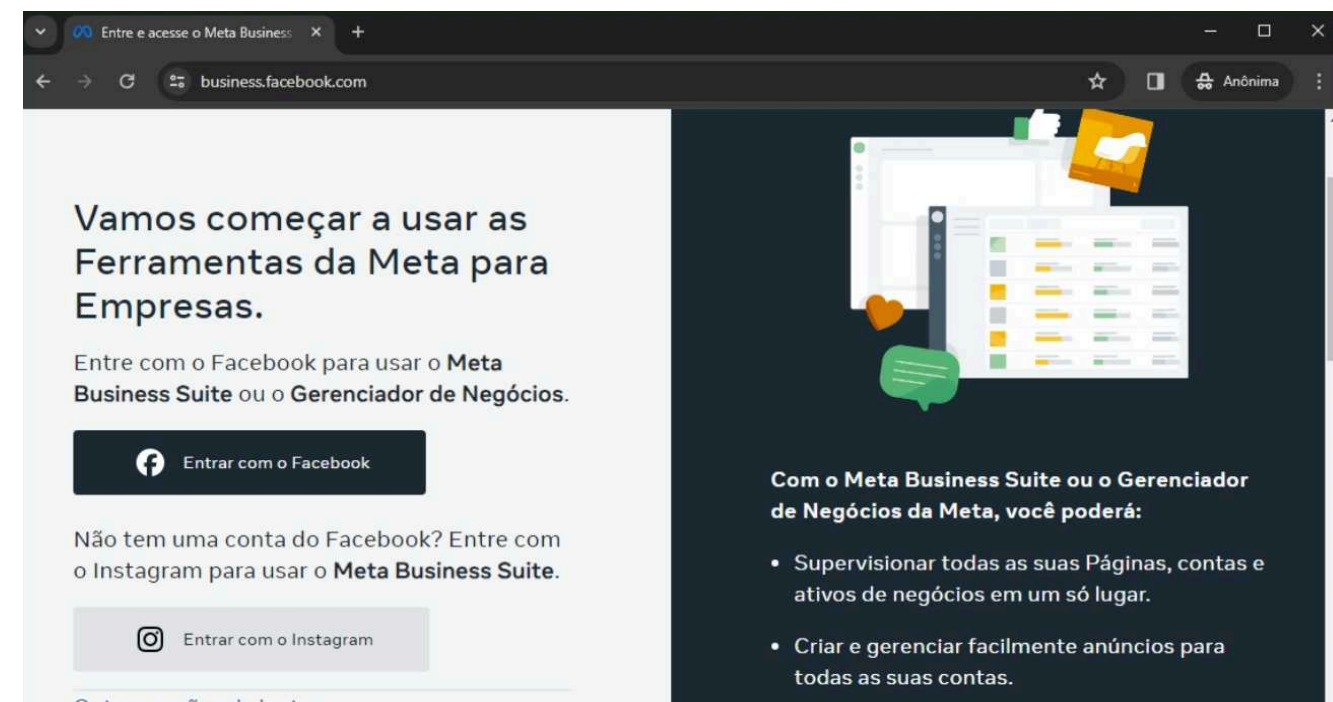 Entre e acesse o Meta Business
business.facebook.com
Anônima
Vamos começar a usar as
Ferramentas da Meta para
Empresas.
Entre com o Facebook para usar o Meta
Business Suite ou o Gerenciador de Negócios.
Entrar com o Facebook
Não tem uma conta do Facebook? Entre com
o Instagram para usar o Meta Business Suite.
Entrar com o Instagram
Com o Meta Business Suite ou o Gerenciador
de Negócios da Meta, você poderá:
• Supervisionar todas as suas Páginas, contas e
ativos de negócios em um só lugar.
• Criar e gerenciar facilmente anúncios para
todas as suas contas.